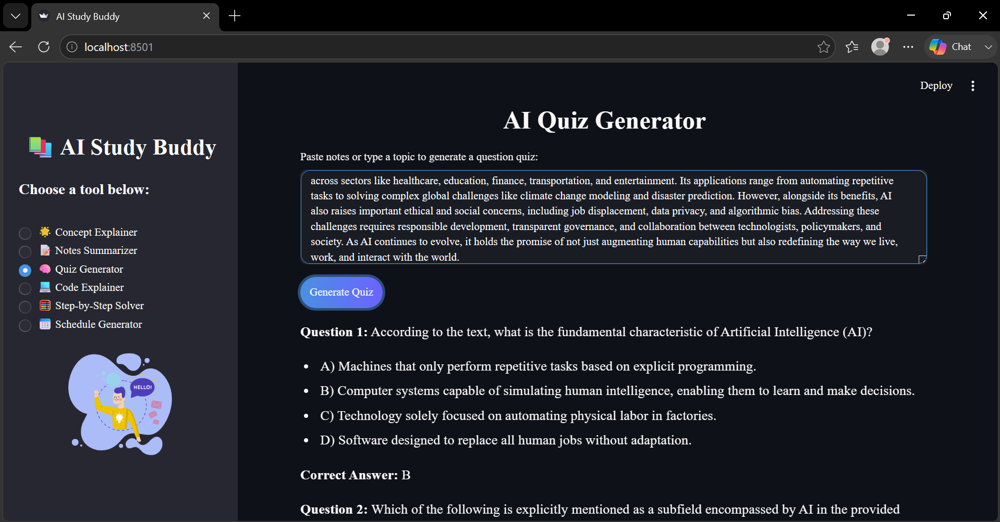 AI Study Buddy
localhost:8501
Chat
Deploy
📚 AI Study Buddy
Choose a tool below:
🌟 Concept Explainer
📝 Notes Summarizer
🧠 Quiz Generator
💻 Code Explainer
🧮 Step-by-Step Solver
📅 Schedule Generator
HELLO!
AI Quiz Generator
Paste notes or type a topic to generate a question quiz:
across sectors like healthcare, education, finance, transportation, and entertainment. Its applications range from automating repetitive
tasks to solving complex global challenges like climate change modeling and disaster prediction. However, alongside its benefits, AI
also raises important ethical and social concerns, including job displacement, data privacy, and algorithmic bias. Addressing these
challenges requires responsible development, transparent governance, and collaboration between technologists, policymakers, and
society. As AI continues to evolve, it holds the promise of not just augmenting human capabilities but also redefining the way we live,
work, and interact with the world.
Generate Quiz
Question 1: According to the text, what is the fundamental characteristic of Artificial Intelligence (AI)?
• A) Machines that only perform repetitive tasks based on explicit programming.
• B) Computer systems capable of simulating human intelligence, enabling them to learn and make decisions.
• C) Technology solely focused on automating physical labor in factories.
• D) Software designed to replace all human jobs without adaptation.
Correct Answer: B
Question 2: Which of the following is explicitly mentioned as a subfield encompassed by AI in the provided